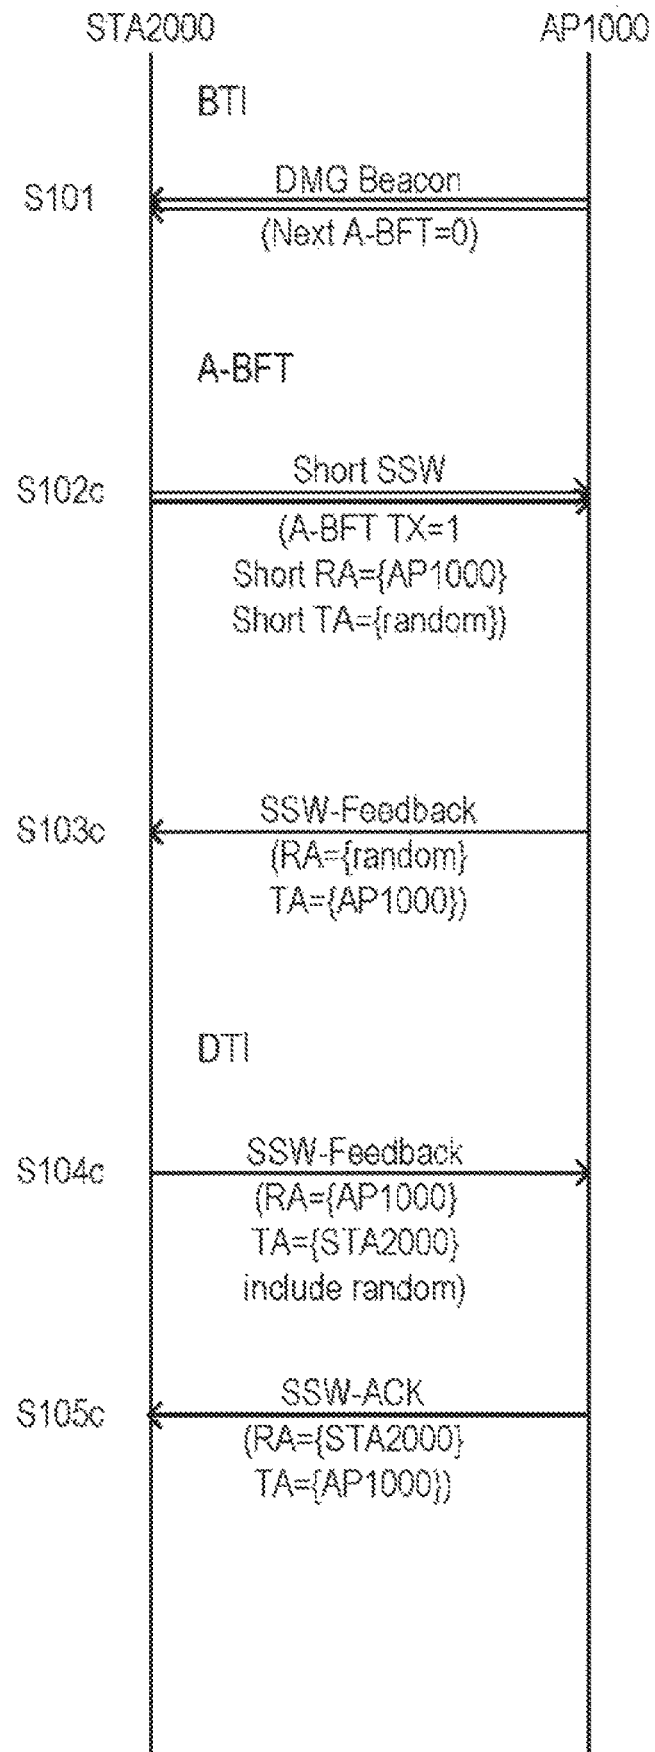 STA2000 AP1000
BTI
S101 DMG Beacon
(Next A-BFT=0)
A-BFT
S102c Short SSW
(A-BFT TX=1
Short RA={AP1000}
Short TA={random})
S103c SSW-Feedback
(RA={random}
TA={AP1000})
DTI
S104c SSW-Feedback
(RA={AP1000}
TA={STA2000}
include random)
S105c SSW-ACK
(RA={STA2000}
TA={AP1000})